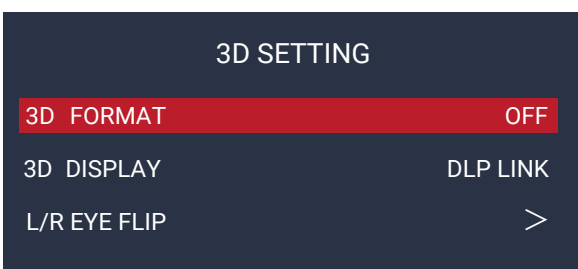 3D SETTING
3D FORMAT OFF
3D DISPLAY DLP LINK
L/R EYE FLIP >